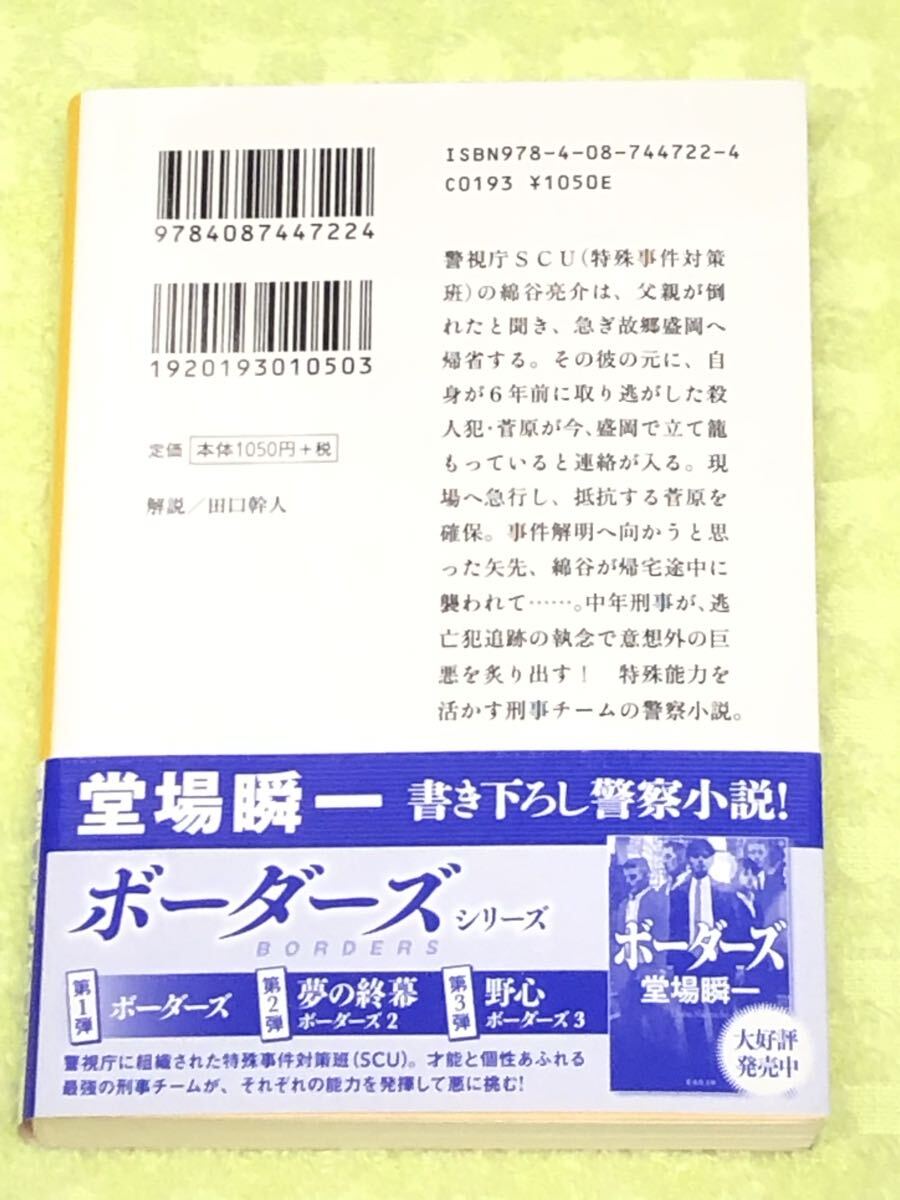 9784087447224
1920193010503
定価 本体1050円+税
解説／田口幹人
ISBN978-4-08-744722-4
C0193 ¥1050E
警視庁SCU(特殊事件対策
班)の綿谷亮介は、父親が倒
れたと聞き、急ぎ故郷盛岡へ
帰省する。その彼の元に、自
身が6年前に取り逃がした殺
人犯・菅原が今、盛岡で立て籠
もっていると連絡が入る。現
場へ急行し、抵抗する菅原を
確保。事件解明へ向かうと思
った矢先、綿谷が帰宅途中に
襲われて……。中年刑事が、逃
亡犯追跡の執念で意想外の巨
悪を炙り出す！　特殊能力を
活かす刑事チームの警察小説。
堂場瞬一 書き下ろし警察小説!
ボーダーズ シリーズ
BORDERS
第1弾 ボーダーズ
第2弾 夢の終幕
ボーダーズ2
第3弾 野心
ボーダーズ3
警視庁に組織された特殊事件対策班(SCU)。才能と個性あふれる
最強の刑事チームが、それぞれの能力を発揮して悪に挑む!
ボーダーズ
堂場瞬一
大好評
発売中